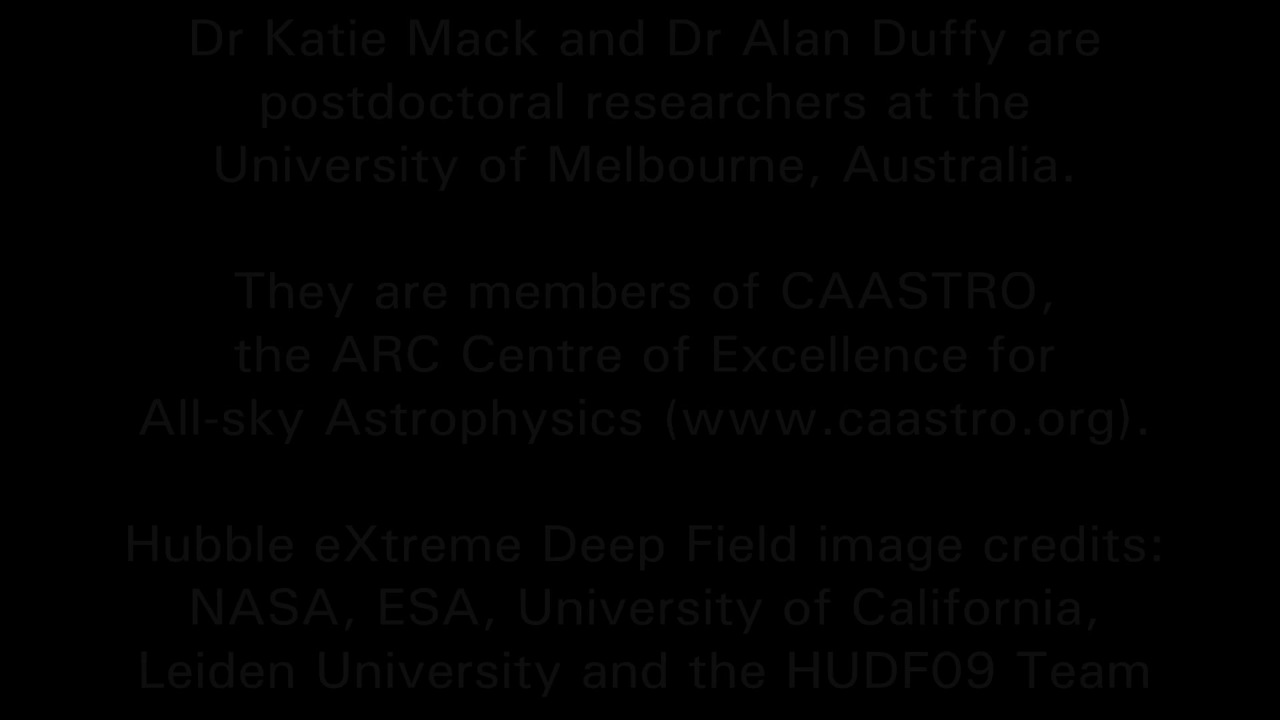 Dr Katie Mack and Dr Alan Duffy are
postdoctoral researchers at the
University of Melbourne, Australia.
They are members of CAASTRO,
the ARC Centre of Excellence for
All-sky Astrophysics (www.caastro.org).
Hubble eXtreme Deep Field image credits:
NASA, ESA, University of California,
Leiden University and the HUDF09 Team